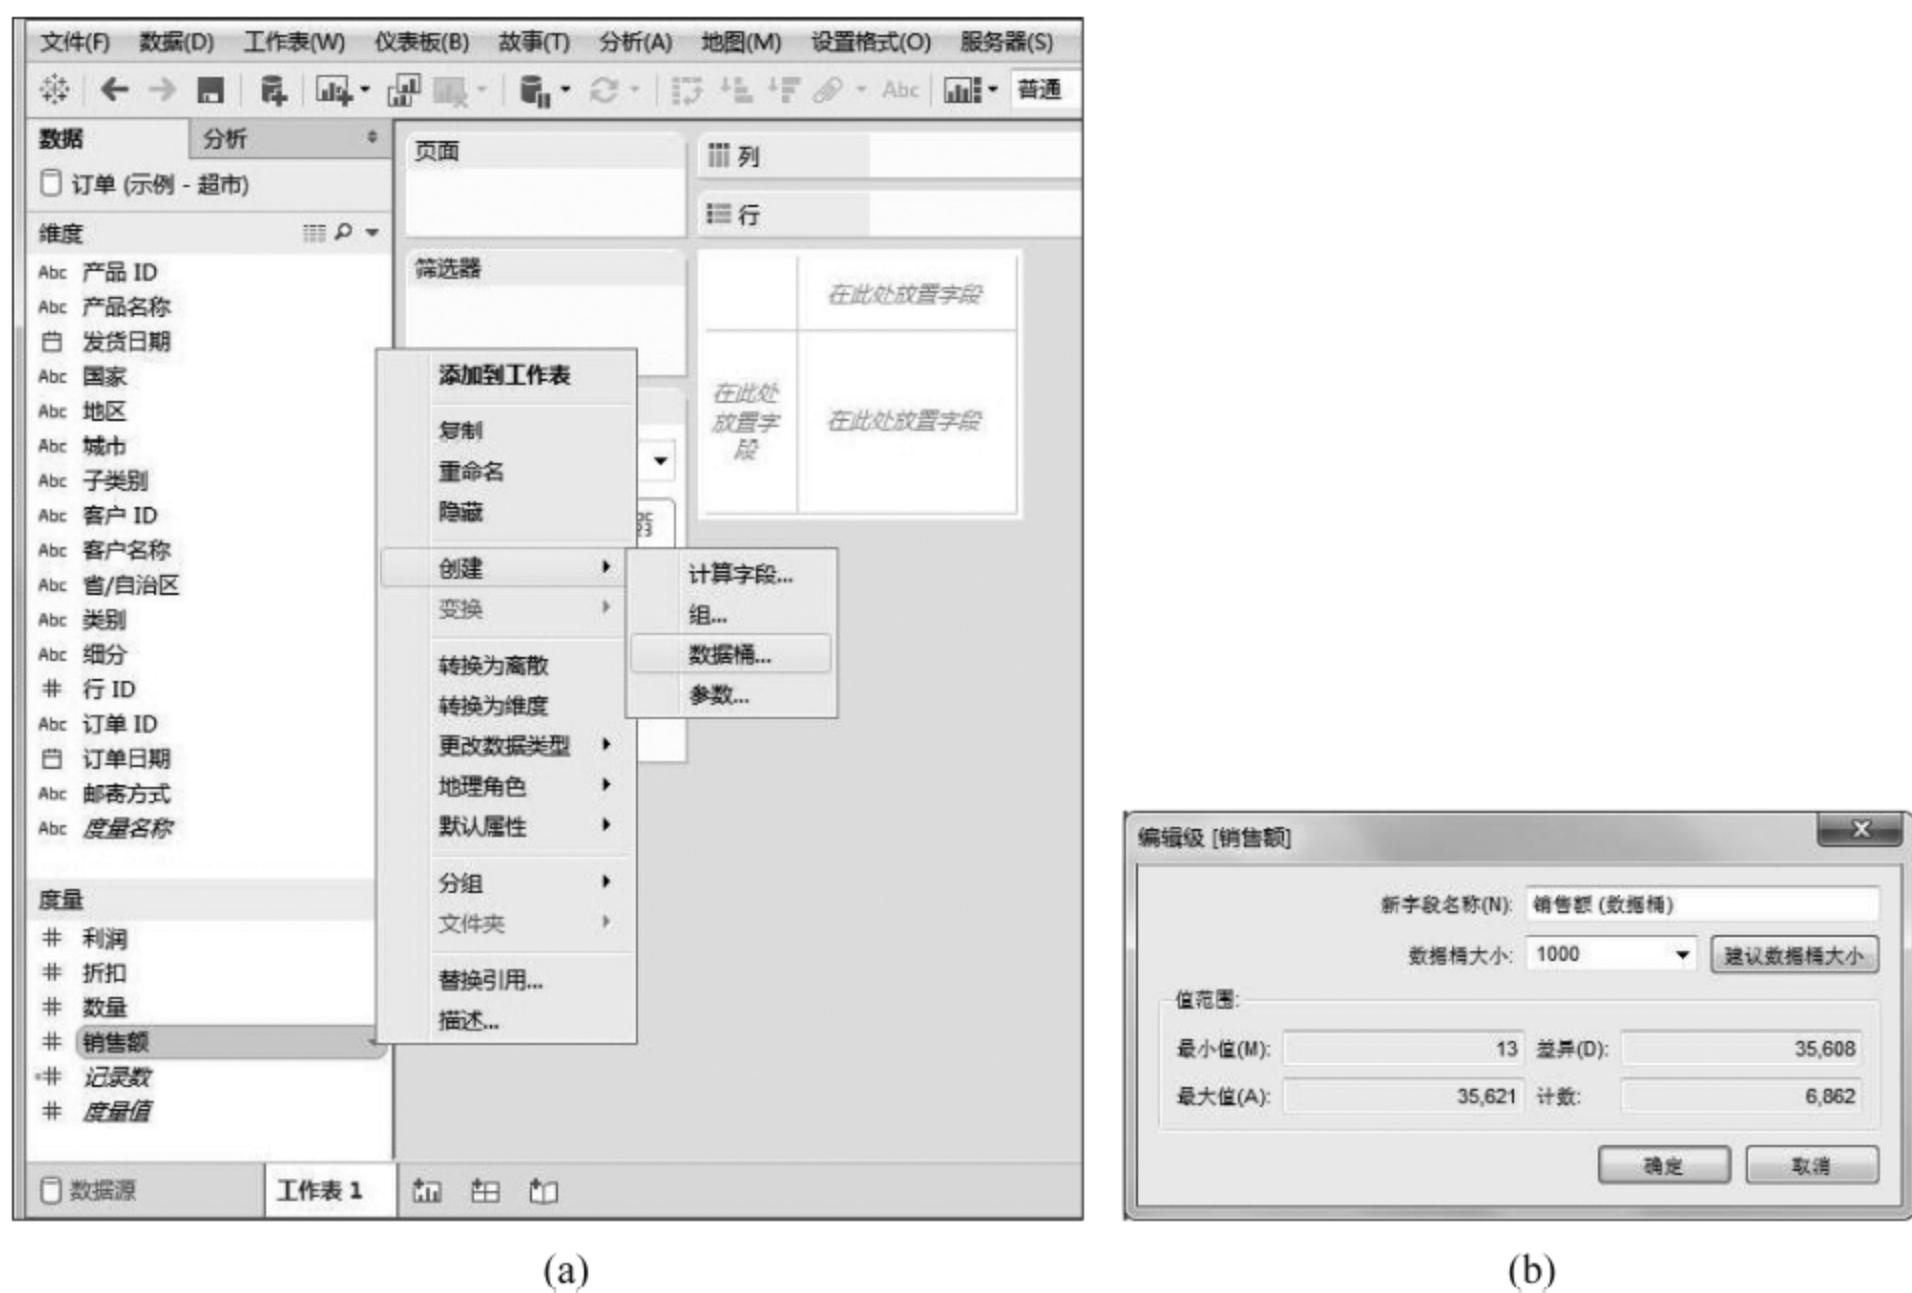 文件(F) 数据(D) 工作表(W) 仪表板(B) 故事(T) 分析(A) 地图(M) 设置格式(O) 服务器(S)
Abc 普通
数据 分析
订单 (示例 - 超市)
维度
Abc 产品 ID
Abc 产品名称
发货日期
Abc 国家
Abc 地区
Abc 城市
Abc 子类别
Abc 客户 ID
Abc 客户名称
Abc 省/自治区
Abc 类别
Abc 细分
# 行 ID
Abc 订单 ID
订单日期
Abc 邮寄方式
Abc 度量名称
度量
# 利润
# 折扣
# 数量
# 销售额
# 记录数
# 度量值
数据源 工作表 1
页面
筛选器
列
行
在此处放置字段
在此处
放置字
段
在此处放置字段
添加到工作表
复制
重命名
隐藏
创建
变换
转换为离散
转换为维度
更改数据类型
地理角色
默认属性
分组
文件夹
替换引用...
描述...
计算字段...
组...
数据桶...
参数...
(a)
编辑级 [销售额]
新字段名称(N): 销售额 (数据桶)
数据桶大小: 1000 建议数据桶大小
值范围:
最小值(M): 13 差异(D): 35,608
最大值(A): 35,621 计数: 6,862
确定 取消
(b)